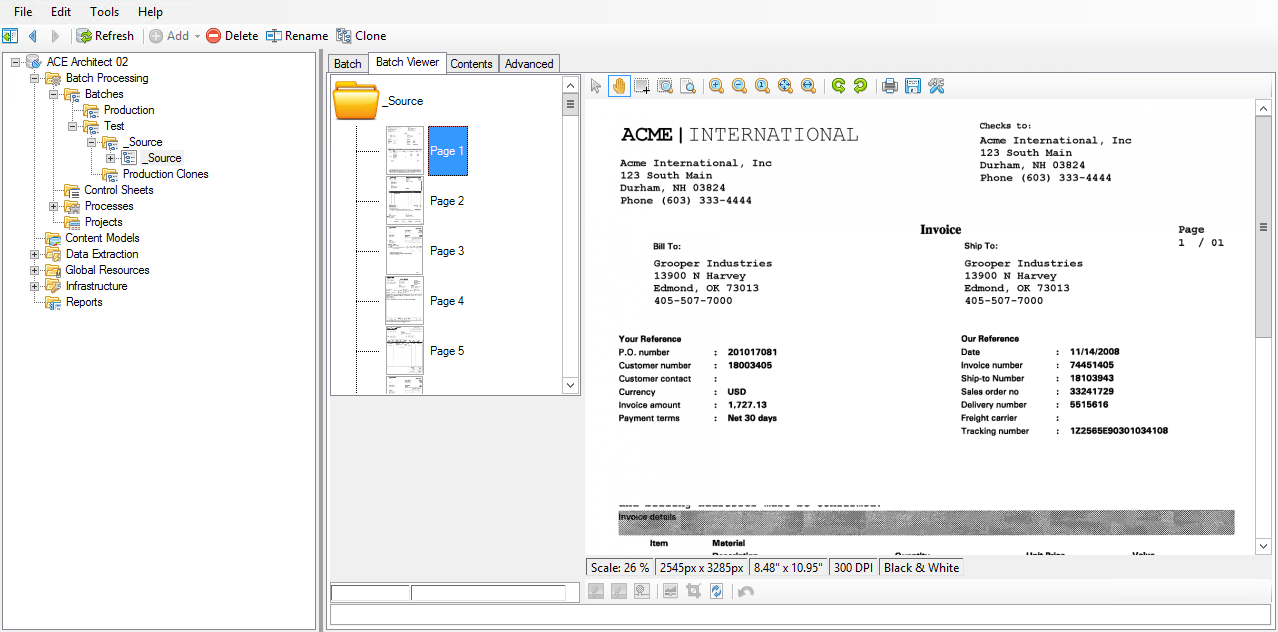 File Edit Tools Help
Refresh Add Delete Rename Clone
ACE Architect 02
Batch Processing
Batches
Production
Test
_Source
_Source
Production Clones
Control Sheets
Processes
Projects
Content Models
Data Extraction
Global Resources
Infrastructure
Reports
Batch Batch Viewer Contents Advanced
_Source
Page 1
Page 2
Page 3
Page 4
Page 5
ACME | INTERNATIONAL
Acme International, Inc
123 South Main
Durham, NH 03824
Phone (603) 333-4444
Checks to:
Acme International, Inc
123 South Main
Durham, NH 03824
Phone (603) 333-4444
Invoice
Page
1 / 01
Bill To:
Grooper Industries
13900 N Harvey
Edmond, OK 73013
405-507-7000
Ship To:
Grooper Industries
13900 N Harvey
Edmond, OK 73013
405-507-7000
Your Reference
P.O. number : 201017081
Customer number : 18003405
Customer contact :
Currency : USD
Invoice amount : 1,727.13
Payment terms : Net 30 days
Our Reference
Date : 11/14/2008
Invoice number : 74451405
Ship-to Number : 18103943
Sales order no : 33241729
Delivery number : 5515616
Freight carrier :
Tracking number : 1Z2565E90301034108
Invoice details
Item Material
Description Quantity Unit Price Value
Scale: 26 % 2545px x 3285px 8.48" x 10.95" 300 DPI Black & White